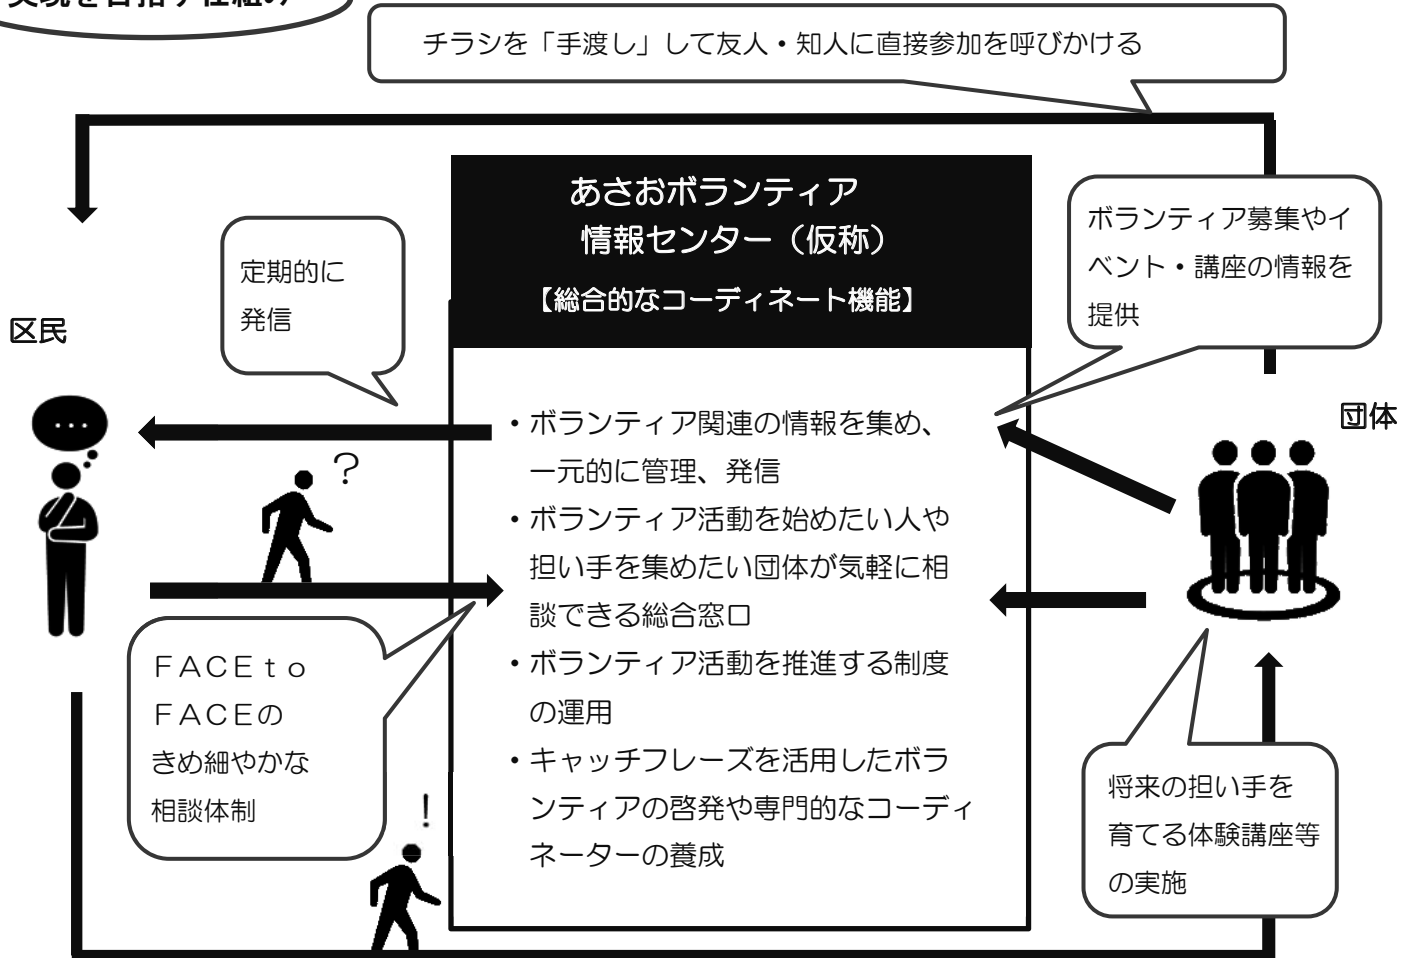 実現を目指す仕組み
チラシを「手渡し」して友人・知人に直接参加を呼びかける
あさおボランティア
情報センター（仮称）
【総合的なコーディネート機能】
ボランティア募集やイ
ベント・講座の情報を
提供
定期的に
発信
区民
団体
・ボランティア関連の情報を集め、
一元的に管理、発信
・ボランティア活動を始めたい人や
担い手を集めたい団体が気軽に相
談できる総合窓口
・ボランティア活動を推進する制度
の運用
・キャッチフレーズを活用したボラ
ンティアの啓発や専門的なコーディ
ネーターの養成
…
？
ＦＡＣＥｔｏ
ＦＡＣＥの
きめ細やかな
相談体制
！
将来の担い手を
育てる体験講座等
の実施